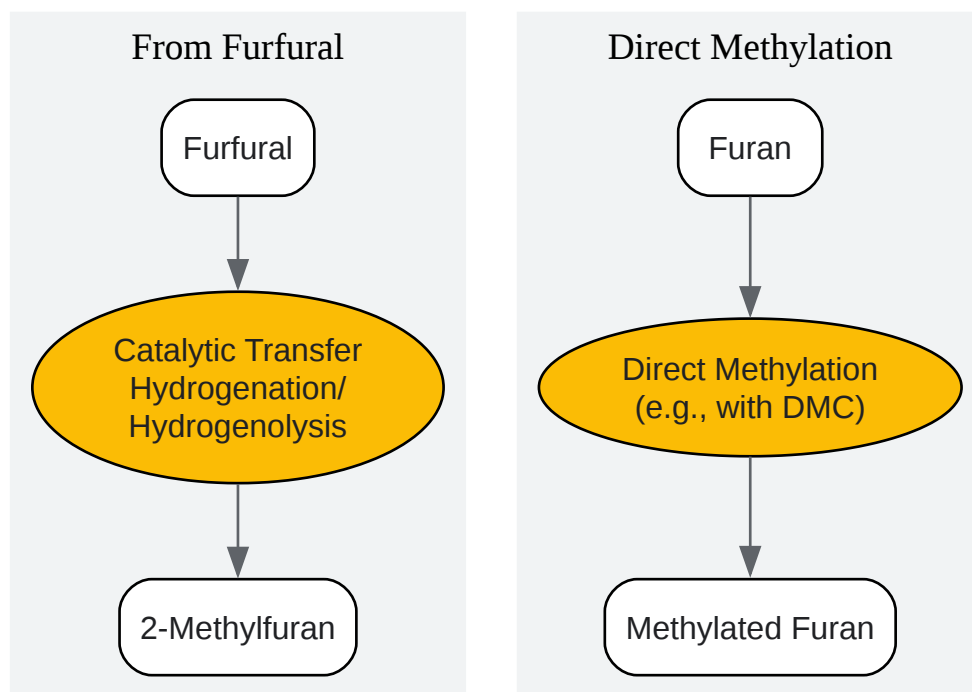 From Furfural
Furfural
Catalytic Transfer
Hydrogenation/
Hydrogenolysis
2-Methylfuran
Direct Methylation
Furan
Direct Methylation
(e.g., with DMC)
Methylated Furan